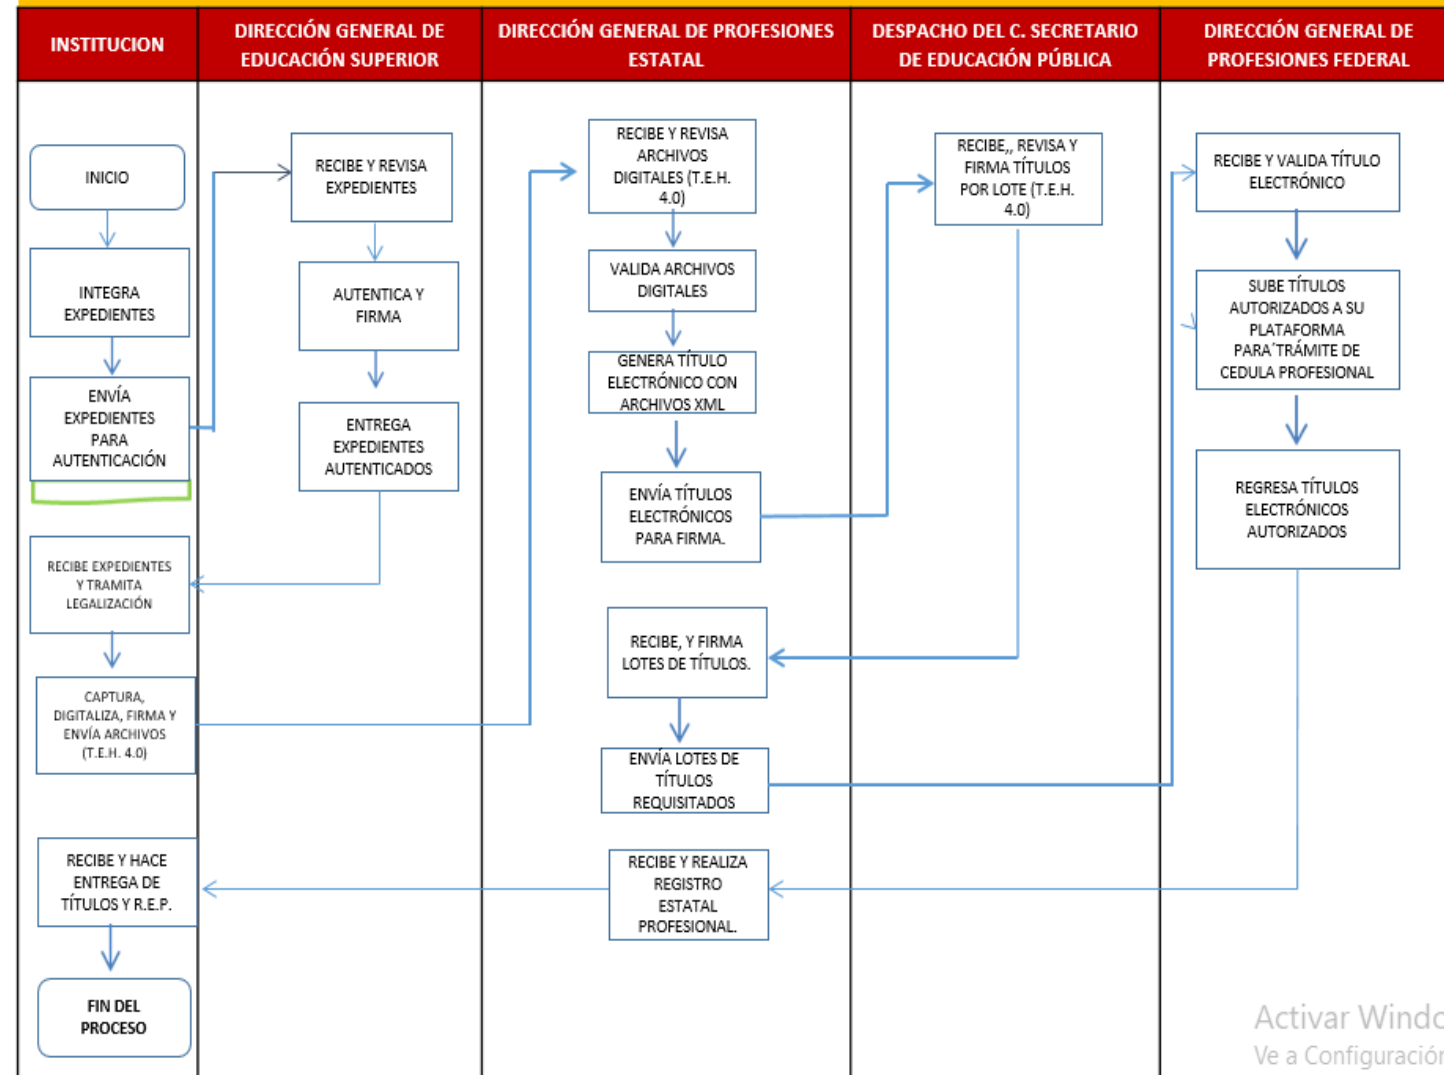 INSTITUCION
DIRECCIÓN GENERAL DE
EDUCACIÓN SUPERIOR
DIRECCIÓN GENERAL DE PROFESIONES
ESTATAL
DESPACHO DEL C. SECRETARIO
DE EDUCACIÓN PÚBLICA
DIRECCIÓN GENERAL DE
PROFESIONES FEDERAL
INICIO
INTEGRA
EXPEDIENTES
ENVÍA
EXPEDIENTES
PARA
AUTENTICACIÓN
RECIBE EXPEDIENTES
Y TRAMITA
LEGALIZACIÓN
CAPTURA,
DIGITALIZA, FIRMA Y
ENVÍA ARCHIVOS
(T.E.H. 4.0)
RECIBE Y HACE
ENTREGA DE
TÍTULOS Y R.E.P.
FIN DEL
PROCESO
RECIBE Y REVISA
EXPEDIENTES
AUTENTICA Y
FIRMA
ENTREGA
EXPEDIENTES
AUTENTICADOS
RECIBE Y REVISA
ARCHIVOS
DIGITALES (T.E.H.
4.0)
VALIDA ARCHIVOS
DIGITALES
GENERA TÍTULO
ELECTRÓNICO CON
ARCHIVOS XML
ENVÍA TÍTULOS
ELECTRÓNICOS
PARA FIRMA.
RECIBE, Y FIRMA
LOTES DE TÍTULOS.
ENVÍA LOTES DE
TÍTULOS
REQUISITADOS
RECIBE Y REALIZA
REGISTRO
ESTATAL
PROFESIONAL.
RECIBE,, REVISA Y
FIRMA TÍTULOS
POR LOTE (T.E.H.
4.0)
RECIBE Y VALIDA TÍTULO
ELECTRÓNICO
SUBE TÍTULOS
AUTORIZADOS A SU
PLATAFORMA
PARA´TRÁMITE DE
CEDULA PROFESIONAL
REGRESA TÍTULOS
ELECTRÓNICOS
AUTORIZADOS
Activar Windo
Ve a Configuración